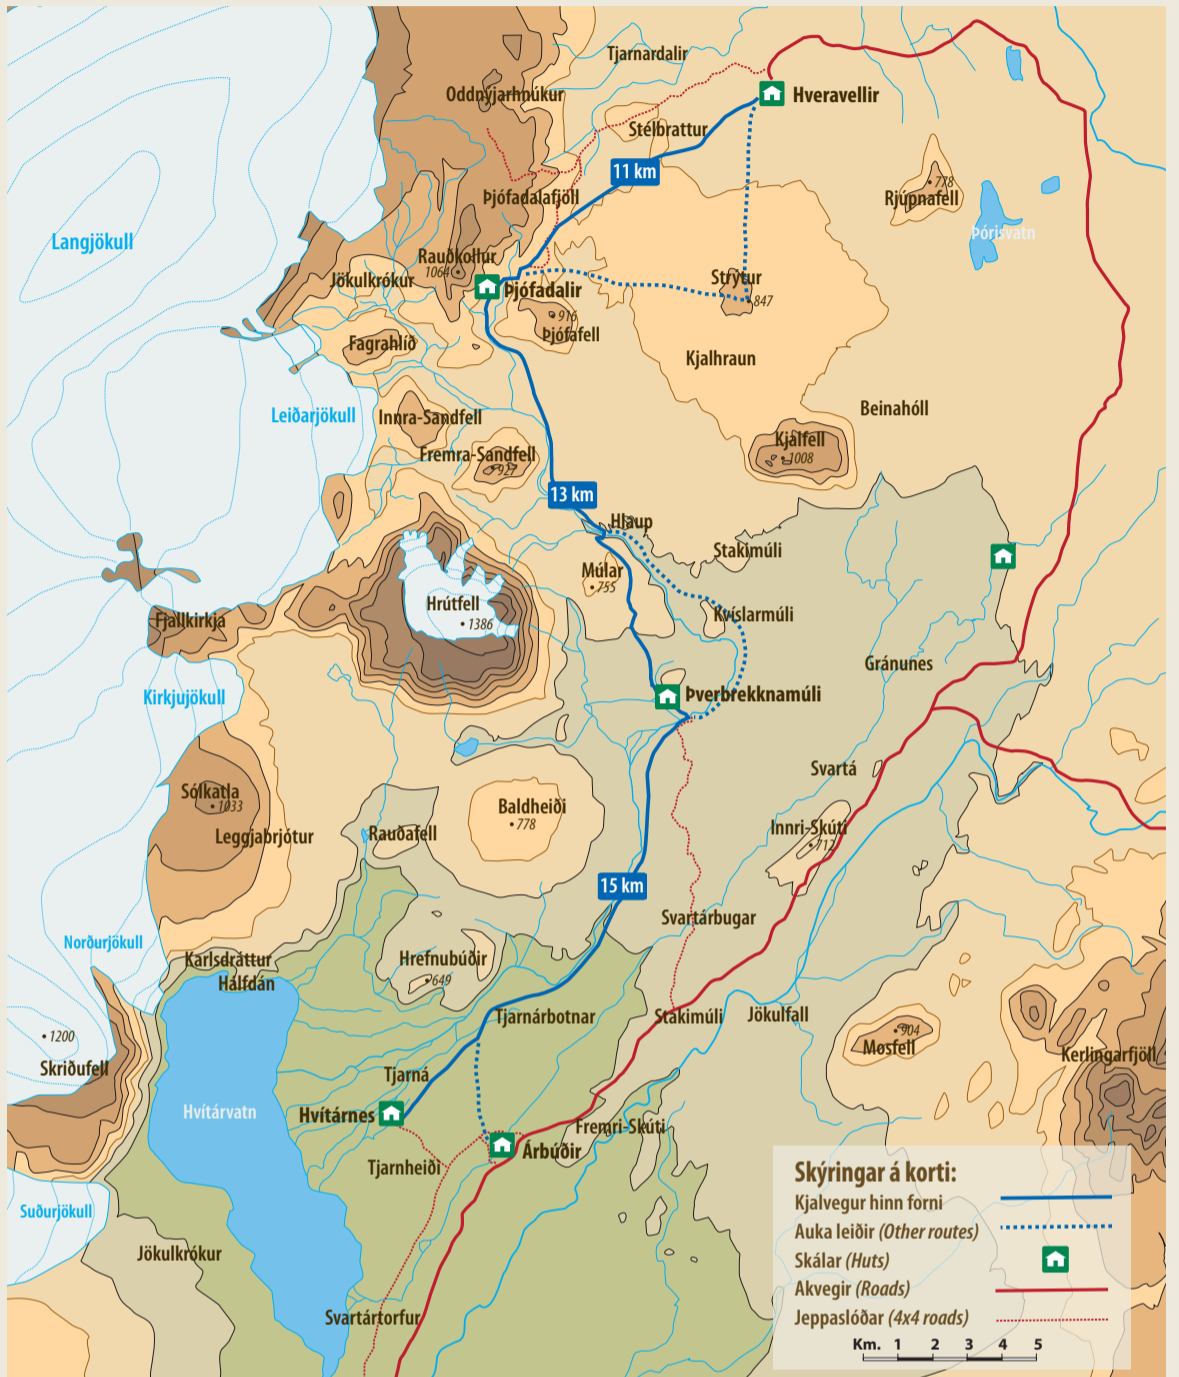 Tjarnardalir
Oddnýjarhnúkur
Hveravellir
Stélbrattur
11 km
778
Rjúpnafell
Þjófadalafjöll
Þórisvatn
Langjökull
Rauðkollur
1064
Jökulkrókur
Þjófadalir
Strýtur
847
916
Þjófafell
Fagrahlíð
Kjalhraun
Leiðarjökull
Innra-Sandfell
Beinahóll
Fremra-Sandfell
927
Kjalfell
1008
13 km
Hlaup
Stakimúli
Múlar
755
Hrútfell
1386
Kvíslarmúli
Fjallkirkja
Gránunes
Kirkjujökull
Þverbrekknamúli
Svartá
Sólkatla
1033
Baldheiði
778
Leggjabrjótur
Rauðafell
Innri-Skúti
712
15 km
Svartárbugar
Norðurjökull
Karlsdráttur
Hálfdán
Hrefnubúðir
649
Tjarnárbotnar
Stakimúli
Jökulfall
1200
Skriðufell
904
Mosfell
Kerlingarfjöll
Tjarná
Hvítárvatn
Hvítárnes
Fremri-Skúti
Árbúðir
Tjarnheiði
Suðurjökull
Jökulkrókur
Svartártorfur
Skýringar á korti:
Kjalvegur hinn forni
Auka leiðir (Other routes)
Skálar (Huts)
Akvegir (Roads)
Jeppaslóðar (4x4 roads)
Km. 1 2 3 4 5